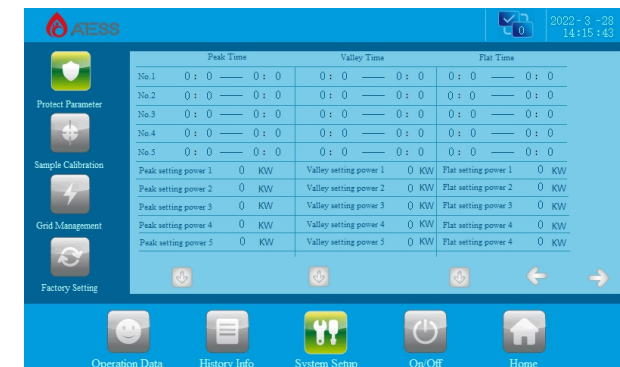 ATESS
0
2022-3-28
14:15:43
Peak Time Valley Time Flat Time
No.1 0: 0 —— 0: 0 0: 0 —— 0: 0 0: 0 —— 0: 0
No.2 0: 0 —— 0: 0 0: 0 —— 0: 0 0: 0 —— 0: 0
No.3 0: 0 —— 0: 0 0: 0 —— 0: 0 0: 0 —— 0: 0
No.4 0: 0 —— 0: 0 0: 0 —— 0: 0 0: 0 —— 0: 0
No.5 0: 0 —— 0: 0 0: 0 —— 0: 0 0: 0 —— 0: 0
Peak setting power 1 0 KW Valley setting power 1 0 KW Flat setting power 1 0 KW
Peak setting power 2 0 KW Valley setting power 2 0 KW Flat setting power 2 0 KW
Peak setting power 3 0 KW Valley setting power 3 0 KW Flat setting power 3 0 KW
Peak setting power 4 0 KW Valley setting power 4 0 KW Flat setting power 4 0 KW
Peak setting power 5 0 KW Valley setting power 5 0 KW Flat setting power 4 0 KW
Protect Parameter
Sample Calibration
Grid Management
Factory Setting
Operation Data History Info System Setup On/Off Home